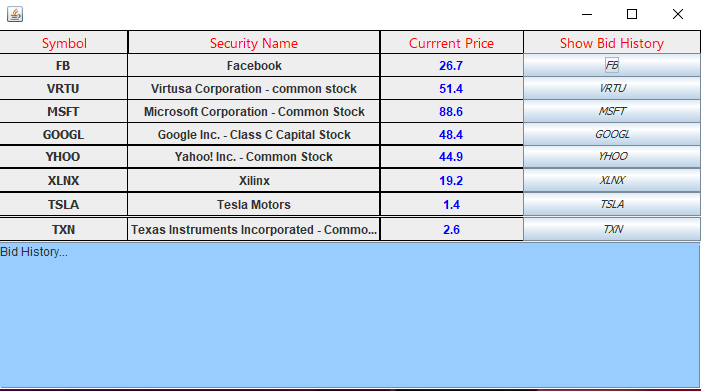 Symbol Security Name Currrent Price Show Bid History
FB Facebook 26.7 FB
VRTU Virtusa Corporation - common stock 51.4 VRTU
MSFT Microsoft Corporation - Common Stock 88.6 MSFT
GOOGL Google Inc. - Class C Capital Stock 48.4 GOOGL
YHOO Yahoo! Inc. - Common Stock 44.9 YHOO
XLNX Xilinx 19.2 XLNX
TSLA Tesla Motors 1.4 TSLA
TXN Texas Instruments Incorporated - Commo... 2.6 TXN
Bid History...